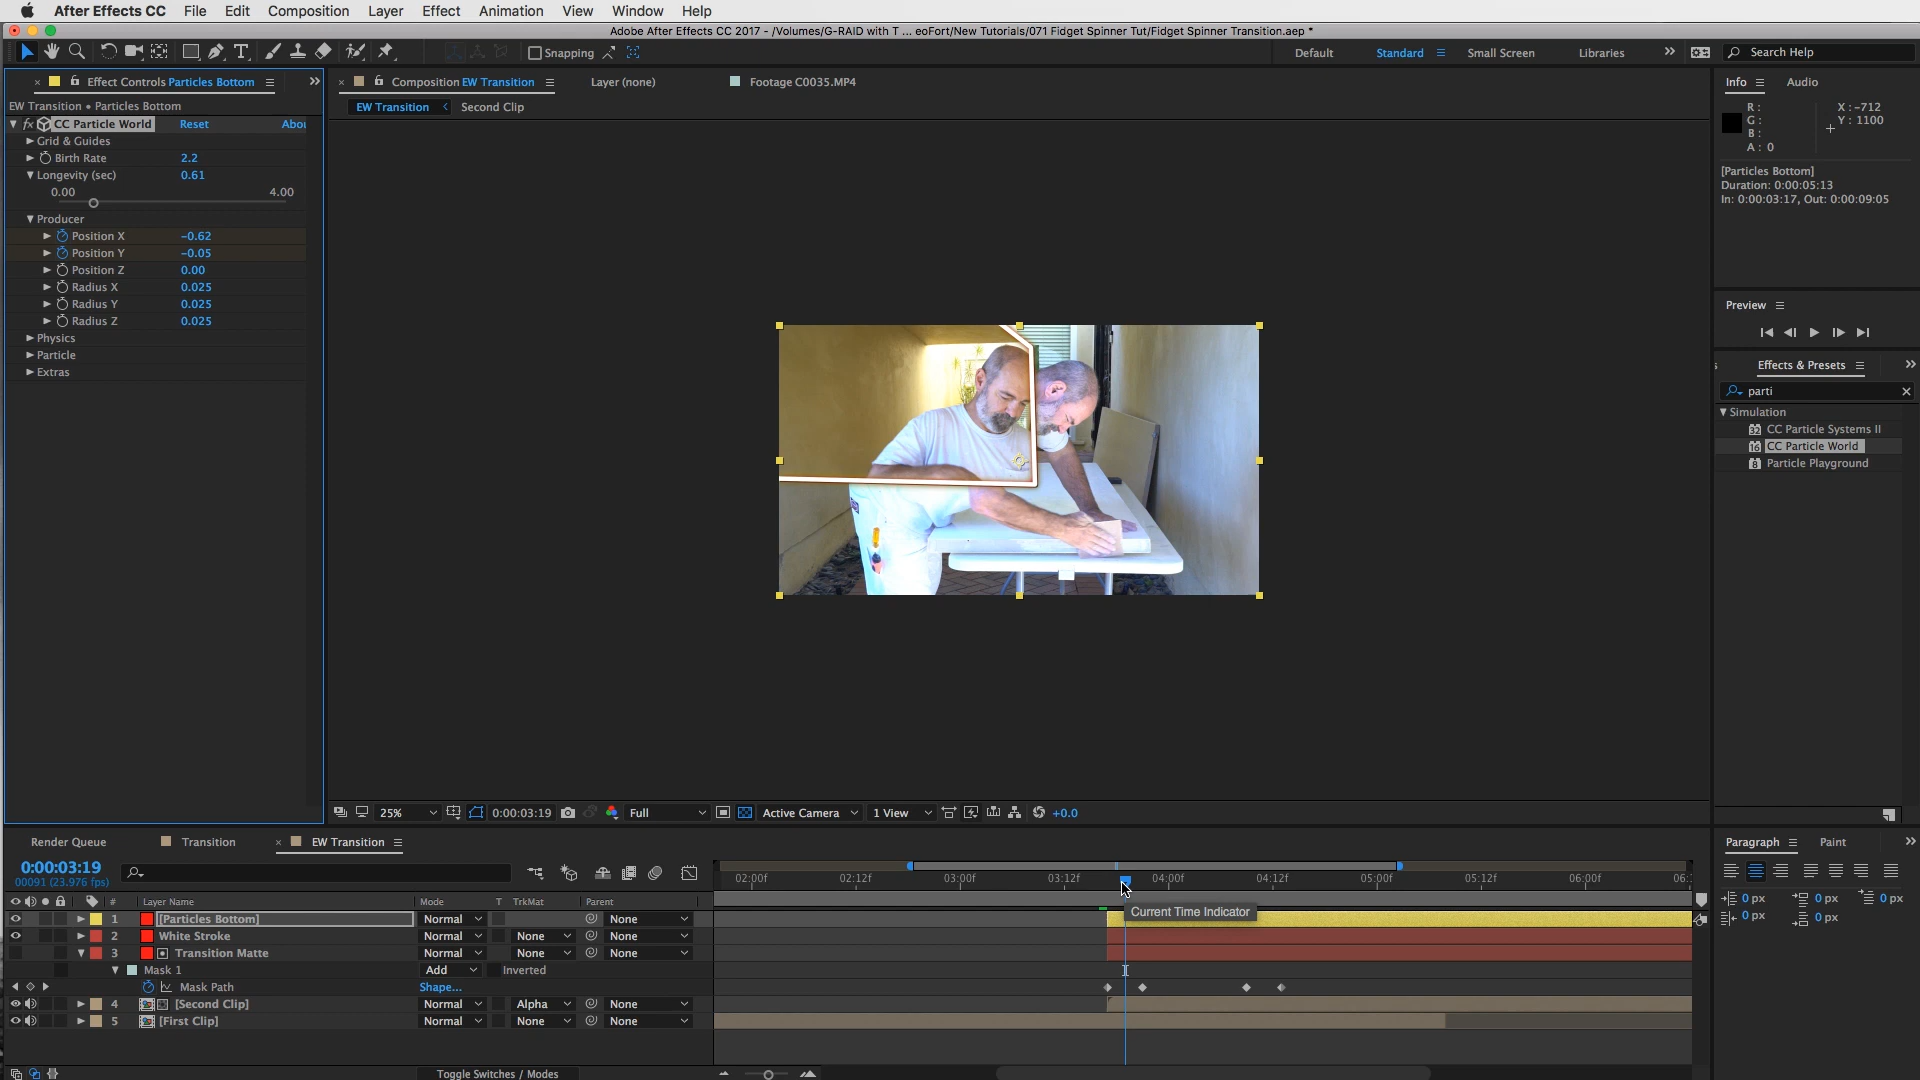 After Effects CC File Edit Composition Layer Effect Animation View Window Help
Adobe After Effects CC 2017 - /Volumes/G-RAID with T ... eoFort/New Tutorials/071 Fidget Spinner Tut/Fidget Spinner Transition.aep *
Snapping Default Standard Small Screen Libraries Search Help
Effect Controls Particles Bottom
Composition EW Transition Layer (none) Footage C0035.MP4
Info Audio
EW Transition • Particles Bottom
EW Transition Second Clip
R: X: -712
G: Y: 1100
B:
A: 0
fx CC Particle World Reset Abou
Grid & Guides
Birth Rate 2.2
Longevity (sec) 0.61
0.00 4.00
Producer
Position X -0.62
Position Y -0.05
Position Z 0.00
Radius X 0.025
Radius Y 0.025
Radius Z 0.025
Physics
Particle
Extras
[Particles Bottom]
Duration: 0:00:05:13
In: 0:00:03:17, Out: 0:00:09:05
Preview
Effects & Presets
parti
Simulation
32 CC Particle Systems II
16 CC Particle World
8 Particle Playground
25% 0:00:03:19 Full Active Camera 1 View +0.0
Render Queue Transition EW Transition
0:00:03:19
00091 (23.976 fps)
02:00f 02:12f 03:00f 03:12f 04:00f 04:12f 05:00f 05:12f 06:00f 06:
# Layer Name Mode T TrkMat Parent
Current Time Indicator
1 [Particles Bottom] Normal None
2 White Stroke Normal None None
3 Transition Matte Normal None None
Mask 1 Add Inverted
Mask Path Shape...
4 [Second Clip] Normal Alpha None
5 [First Clip] Normal None None
Toggle Switches / Modes
Paragraph Paint
0 px 0 px 0 px
0 px 0 px